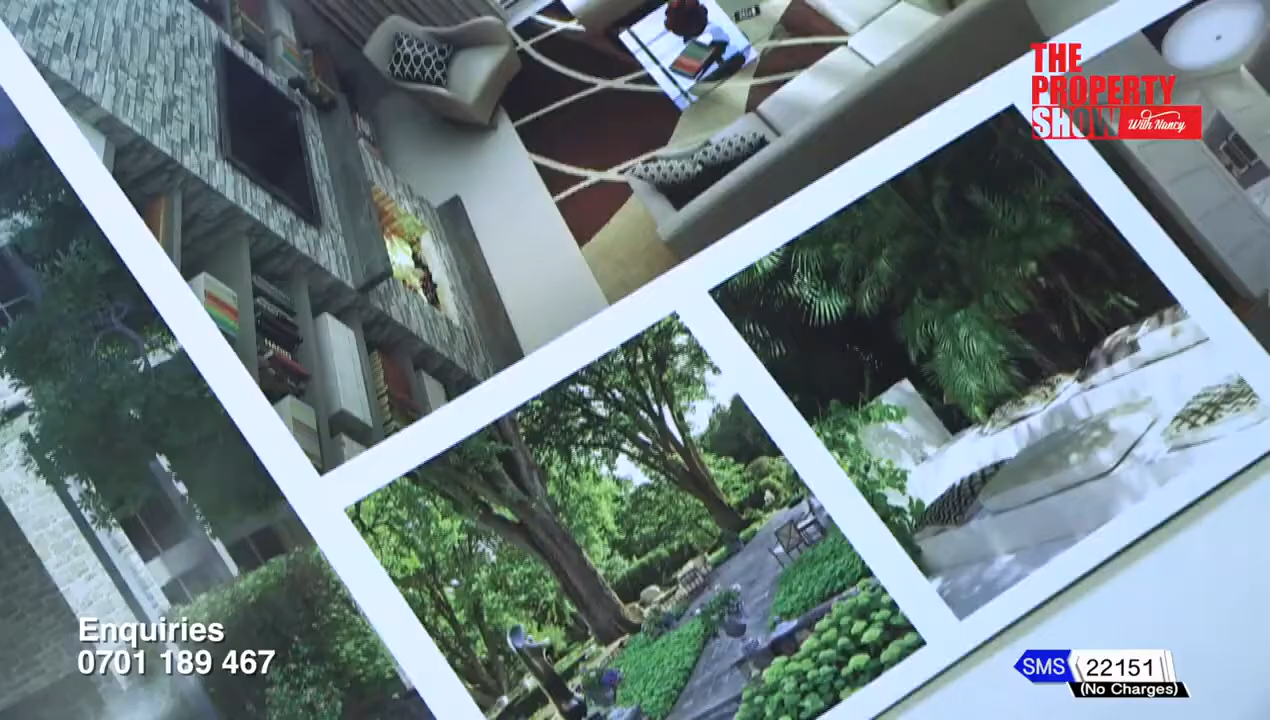 THE
PROPERTY
SHOW
With Nancy
Enquiries
0701 189 467
SMS 22151
(No Charges)